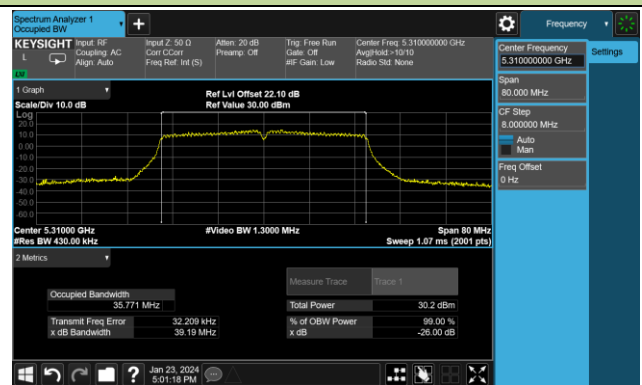 Spectrum Analyzer 1
Occupied BW
+
Frequency
KEYSIGHT
L
Input: RF
Coupling: AC
Align: Auto
Input Z: 50 Ω
Corr CCorr
Freq Ref: Int (S)
Atten: 20 dB
Preamp: Off
Trig: Free Run
Gate: Off
#IF Gain: Low
Center Freq: 5.310000000 GHz
Avg|Hold:>10/10
Radio Std: None
Center Frequency
5.310000000 GHz
Settings
Span
80.000 MHz
CF Step
8.000000 MHz
Auto
Man
Freq Offset
0 Hz
1 Graph
Scale/Div 10.0 dB
Ref Lvl Offset 22.10 dB
Ref Value 30.00 dBm
Log
20.0
10.0
0.00
-10.0
-20.0
-30.0
-40.0
-50.0
-60.0
Center 5.31000 GHz
#Res BW 430.00 kHz
#Video BW 1.3000 MHz
Span 80 MHz
Sweep 1.07 ms (2001 pts)
2 Metrics
Measure Trace
Trace 1
Occupied Bandwidth
35.771 MHz
Total Power
30.2 dBm
Transmit Freq Error
32.209 kHz
% of OBW Power
99.00 %
x dB Bandwidth
39.19 MHz
x dB
-26.00 dB
?
Jan 23, 2024
5:01:18 PM